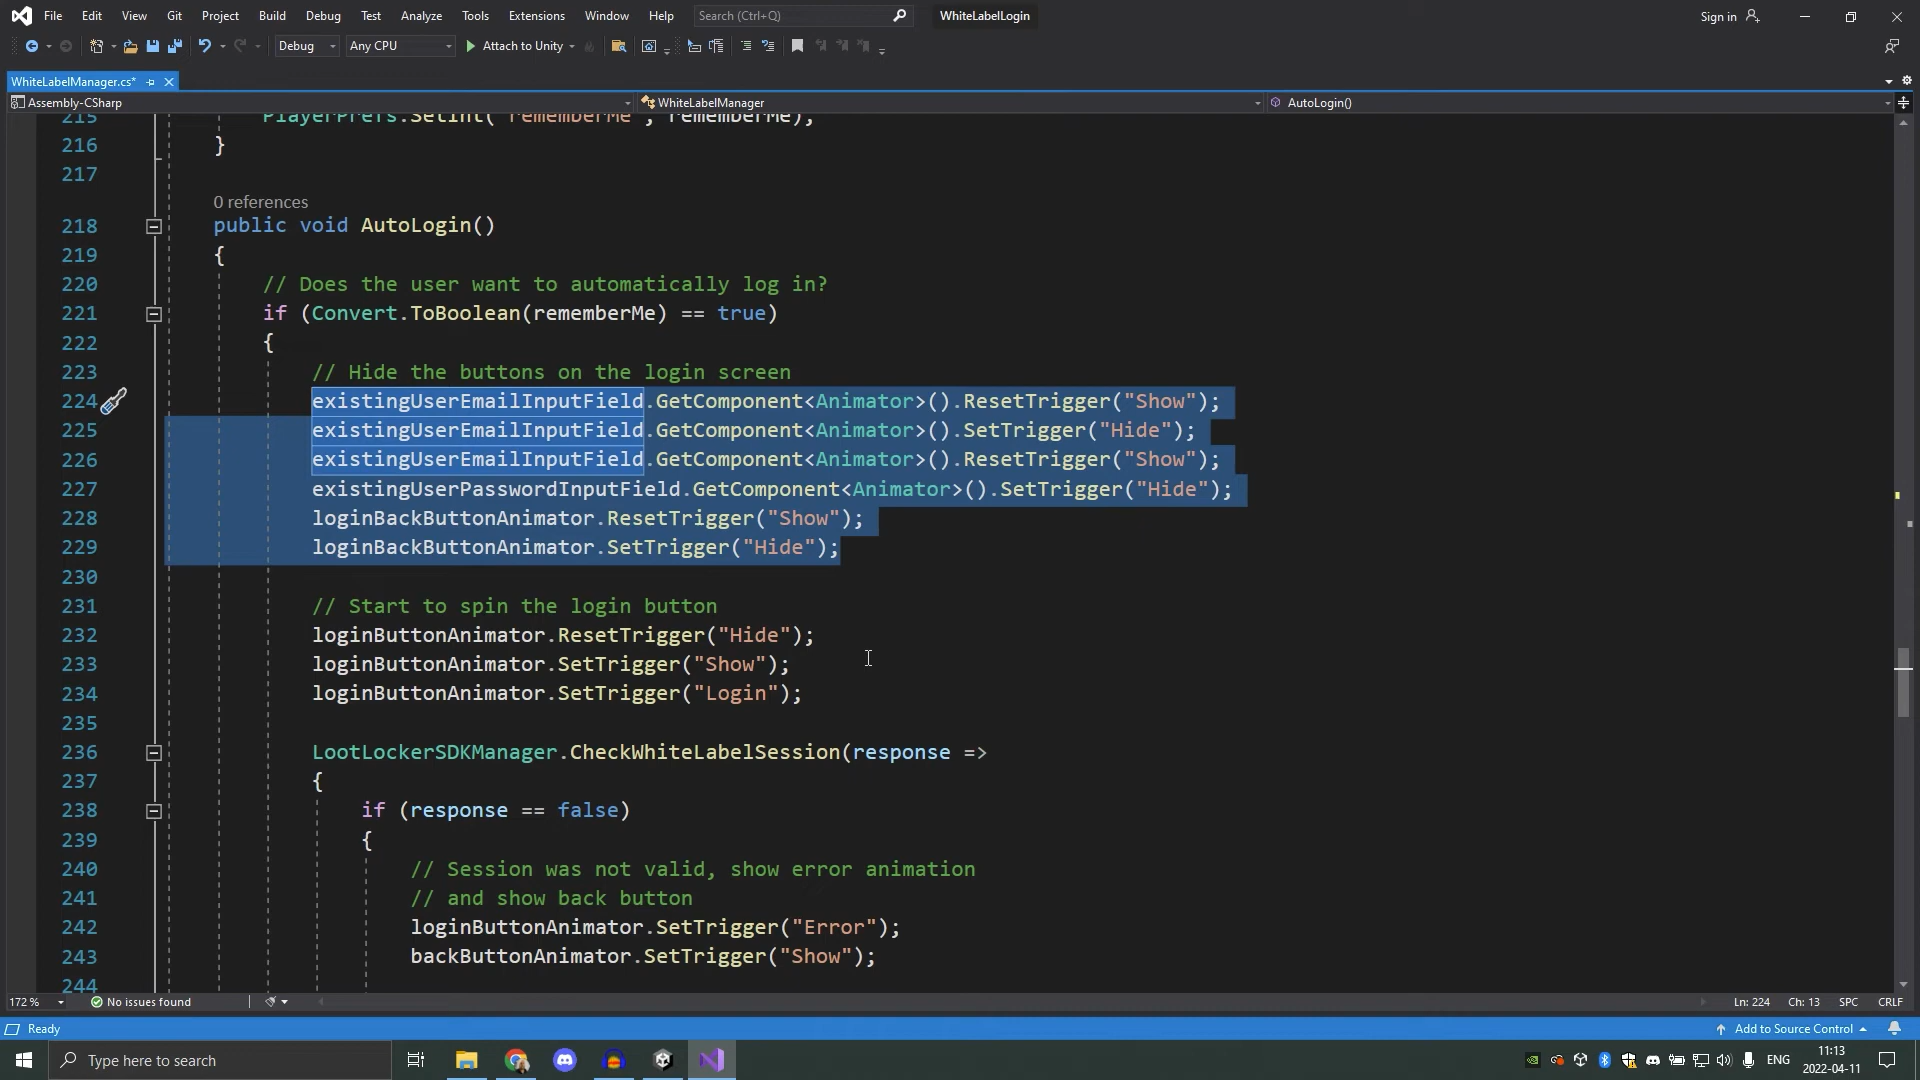 File Edit View Git Project Build Debug Test Analyze Tools Extensions Window Help Search (Ctrl+Q) WhiteLabelLogin Sign in
Debug Any CPU Attach to Unity
WhiteLabelManager.cs*
Assembly-CSharp WhiteLabelManager AutoLogin()
215 PlayerPrefs.SetInt("rememberMe", rememberMe);
216 }
217
0 references
218 public void AutoLogin()
219 {
220 // Does the user want to automatically log in?
221 if (Convert.ToBoolean(rememberMe) == true)
222 {
223 // Hide the buttons on the login screen
224 existingUserEmailInputField.GetComponent<Animator>().ResetTrigger("Show");
225 existingUserEmailInputField.GetComponent<Animator>().SetTrigger("Hide");
226 existingUserEmailInputField.GetComponent<Animator>().ResetTrigger("Show");
227 existingUserPasswordInputField.GetComponent<Animator>().SetTrigger("Hide");
228 loginBackButtonAnimator.ResetTrigger("Show");
229 loginBackButtonAnimator.SetTrigger("Hide");
230
231 // Start to spin the login button
232 loginButtonAnimator.ResetTrigger("Hide");
233 loginButtonAnimator.SetTrigger("Show");
234 loginButtonAnimator.SetTrigger("Login");
235
236 LootLockerSDKManager.CheckWhiteLabelSession(response =>
237 {
238 if (response == false)
239 {
240 // Session was not valid, show error animation
241 // and show back button
242 loginButtonAnimator.SetTrigger("Error");
243 backButtonAnimator.SetTrigger("Show");
244
172 % No issues found Ln: 224 Ch: 13 SPC CRLF
Ready Add to Source Control
Type here to search ENG 11:13
2022-04-11